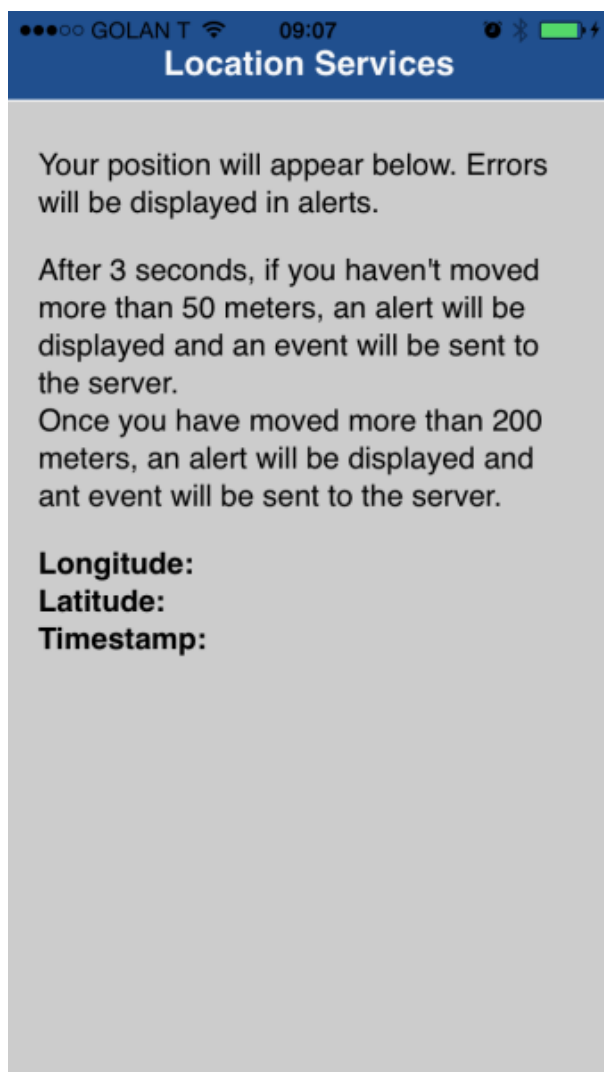 GOLAN T 09:07
Location Services
Your position will appear below. Errors
will be displayed in alerts.
After 3 seconds, if you haven't moved
more than 50 meters, an alert will be
displayed and an event will be sent to
the server.
Once you have moved more than 200
meters, an alert will be displayed and
ant event will be sent to the server.
Longitude:
Latitude:
Timestamp: